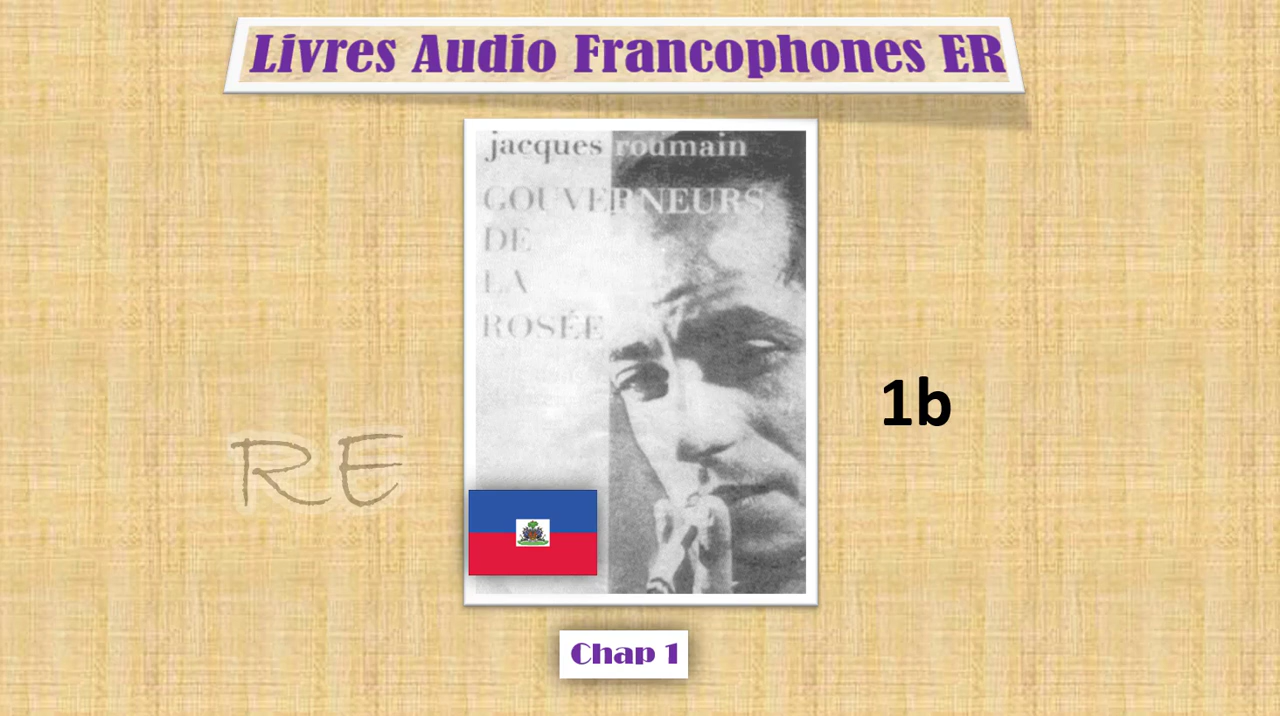 Livres Audio Francophones ER
jacques roumain
GOUVERNEURS
DE
LA
ROSÉE
1b
RE
Chap 1